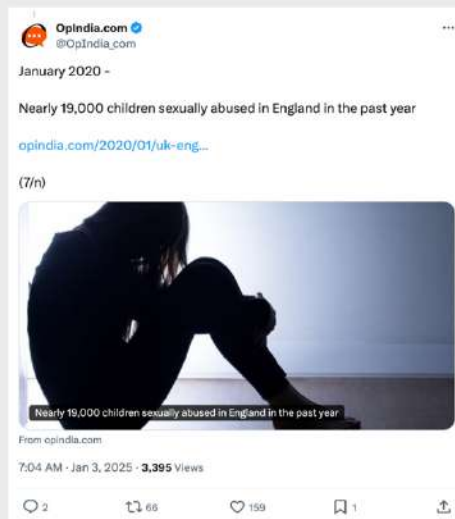 OpIndia.com
@OpIndia_com
January 2020 -
Nearly 19,000 children sexually abused in England in the past year
opindia.com/2020/01/uk-eng...
(7/n)
Nearly 19,000 children sexually abused in England in the past year
From opindia.com
7:04 AM · Jan 3, 2025 · 3,395 Views
2 66 159 1